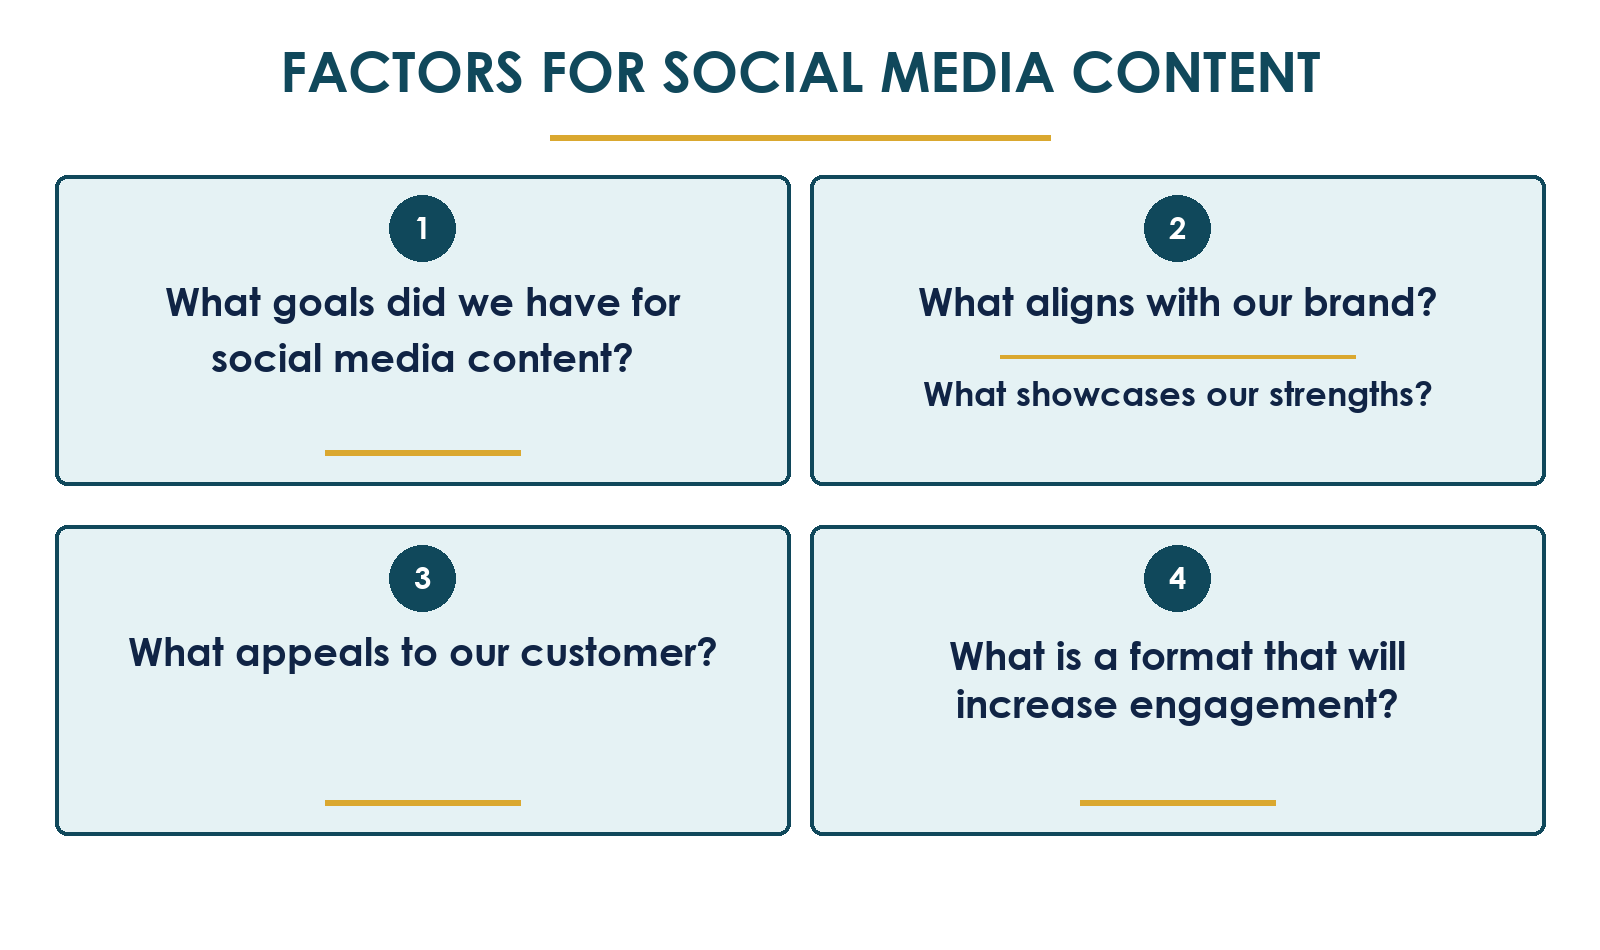 FACTORS FOR SOCIAL MEDIA CONTENT
1
What goals did we have for
social media content?
2
What aligns with our brand?
What showcases our strengths?
3
What appeals to our customer?
4
What is a format that will
increase engagement?